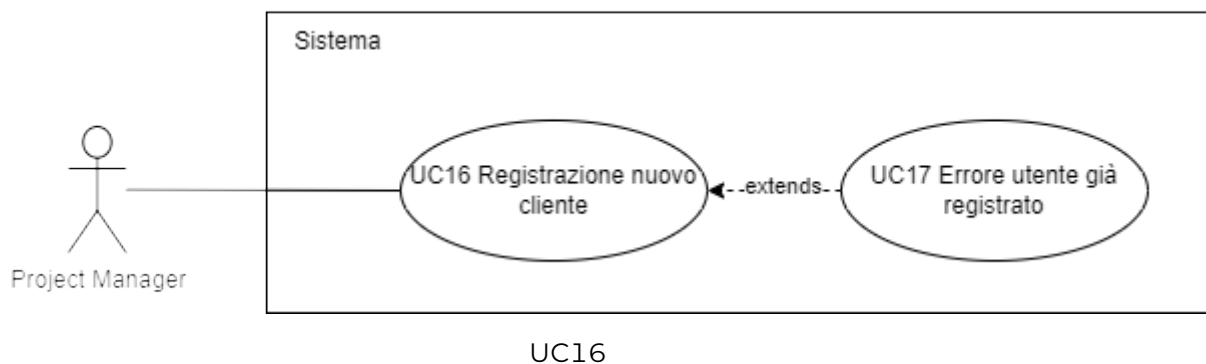 Sistema
UC16 Registrazione nuovo
cliente
extends
UC17 Errore utente già
registrato
Project Manager
UC16